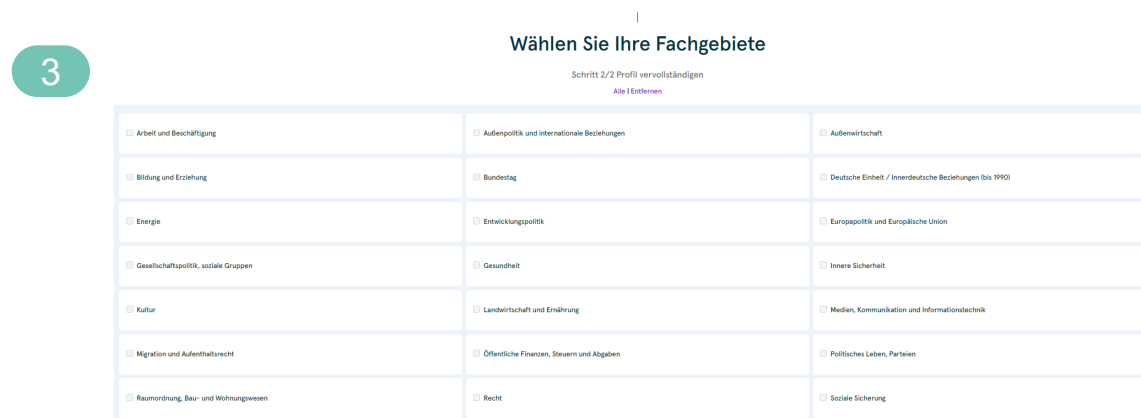 3
Wählen Sie Ihre Fachgebiete
Schritt 2/2 Profil vervollständigen
Alle | Entfernen
Arbeit und Beschäftigung
Außenpolitik und internationale Beziehungen
Außenwirtschaft
Bildung und Erziehung
Bundestag
Deutsche Einheit / Innerdeutsche Beziehungen (bis 1990)
Energie
Entwicklungspolitik
Europapolitik und Europäische Union
Gesellschaftspolitik, soziale Gruppen
Gesundheit
Innere Sicherheit
Kultur
Landwirtschaft und Ernährung
Medien, Kommunikation und Informationstechnik
Migration und Aufenthaltsrecht
Öffentliche Finanzen, Steuern und Abgaben
Politisches Leben, Parteien
Raumordnung, Bau- und Wohnungswesen
Recht
Soziale Sicherung